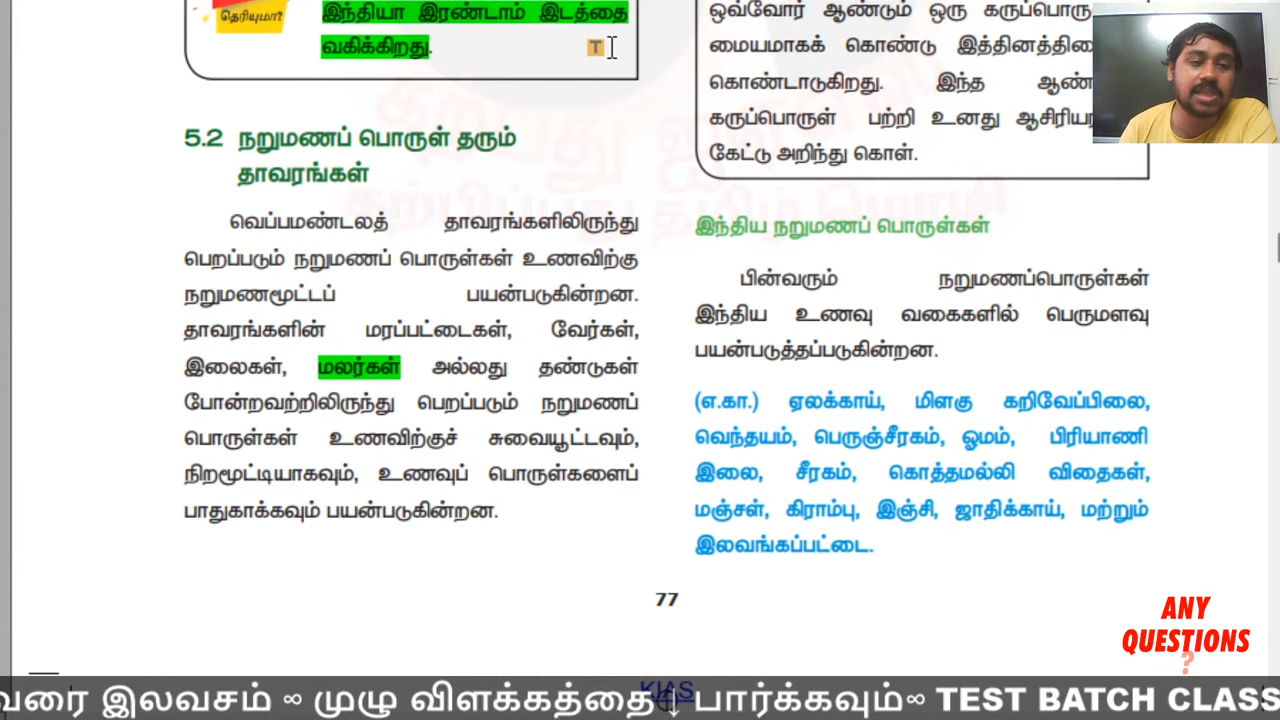 தெரியுமா?
இந்தியா இரண்டாம் இடத்தை
வகிக்கிறது.
T
5.2 நறுமணப் பொருள் தரும்
தாவரங்கள்
வெப்பமண்டலத் தாவரங்களிலிருந்து
பெறப்படும் நறுமணப் பொருள்கள் உணவிற்கு
நறுமணமூட்டப் பயன்படுகின்றன.
தாவரங்களின் மரப்பட்டைகள், வேர்கள்,
இலைகள், மலர்கள் அல்லது தண்டுகள்
போன்றவற்றிலிருந்து பெறப்படும் நறுமணப்
பொருள்கள் உணவிற்குச் சுவையூட்டவும்,
நிறமூட்டியாகவும், உணவுப் பொருள்களைப்
பாதுகாக்கவும் பயன்படுகின்றன.
ஒவ்வோர் ஆண்டும் ஒரு
மையமாகக் கொண்டு
கொண்டாடுகிறது. இந்த
கருப்பொருள் பற்றி உனது
கேட்டு அறிந்து கொள்.
இந்திய நறுமணப் பொருள்கள்
பின்வரும் நறுமணப்பொருள்கள்
இந்திய உணவு வகைகளில் பெருமளவு
பயன்படுத்தப்படுகின்றன.
(எ.கா.) ஏலக்காய், மிளகு கறிவேப்பிலை,
வெந்தயம், பெருஞ்சீரகம், ஓமம், பிரியாணி
இலை, சீரகம், கொத்தமல்லி விதைகள்,
மஞ்சள், கிராம்பு, இஞ்சி, ஜாதிக்காய், மற்றும்
இலவங்கப்பட்டை.
77
ANY
QUESTIONS
?
KIAS
வரை இலவசம் ∞ முழு விளக்கத்தை↓ பார்க்கவும்∞ TEST BATCH CLASS